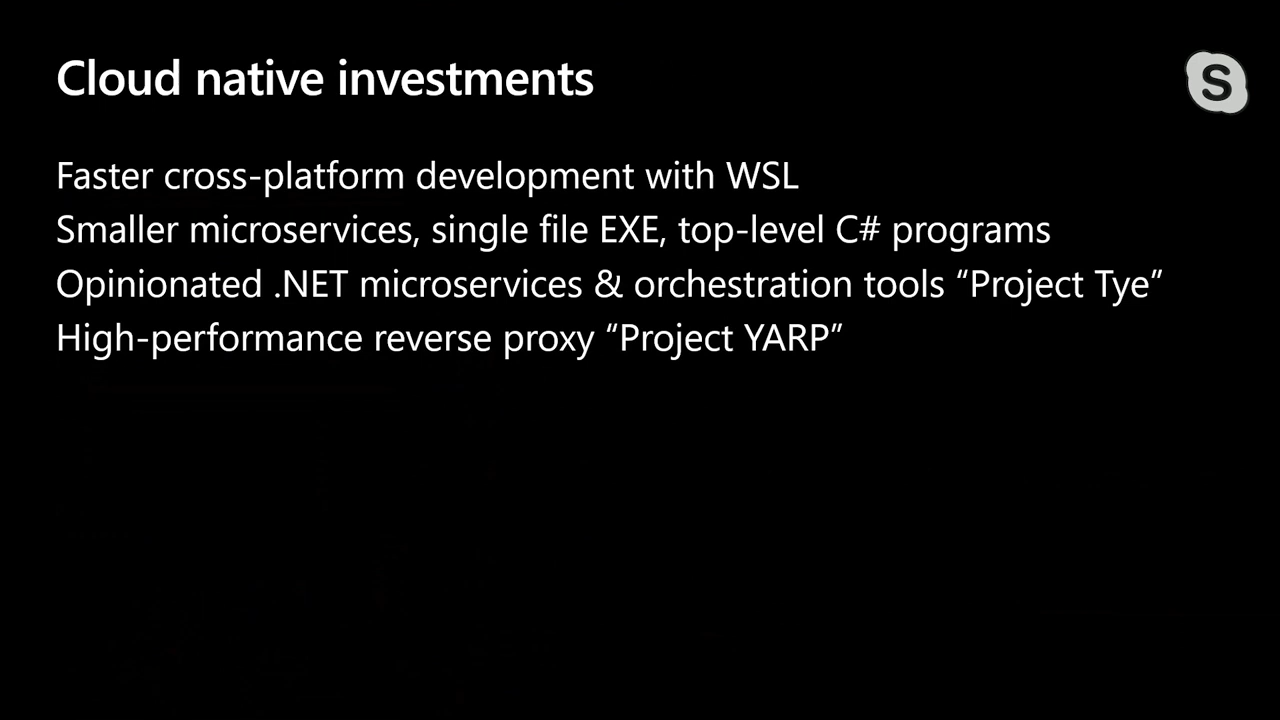 Cloud native investments
S
Faster cross-platform development with WSL
Smaller microservices, single file EXE, top-level C# programs
Opinionated .NET microservices & orchestration tools “Project Tye”
High-performance reverse proxy “Project YARP”